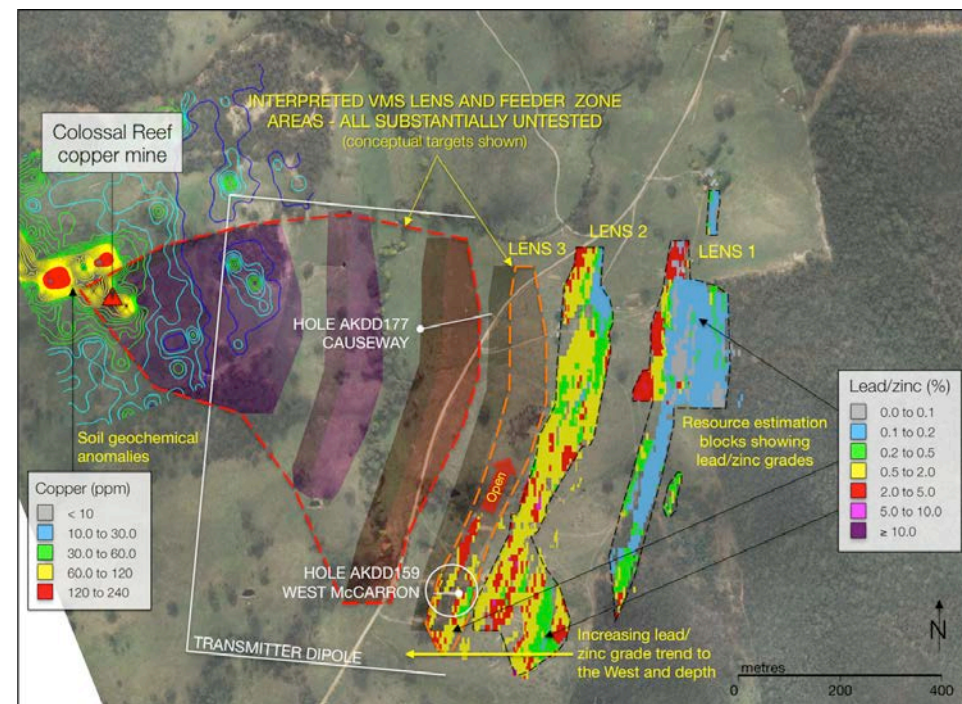 INTERPRETED VMS LENS AND FEEDER ZONE
AREAS - ALL SUBSTANTIALLY UNTESTED
(conceptual targets shown)
Colossal Reef
copper mine
LENS 3
LENS 2
LENS 1
HOLE AKDD177
CAUSEWAY
Soil geochemical
anomalies
Copper (ppm)
< 10
10.0 to 30.0
30.0 to 60.0
60.0 to 120
120 to 240
Open
Resource estimation
blocks showing
lead/zinc grades
Lead/zinc (%)
0.0 to 0.1
0.1 to 0.2
0.2 to 0.5
0.5 to 2.0
2.0 to 5.0
5.0 to 10.0
≥ 10.0
HOLE AKDD159
WEST McCARRON
TRANSMITTER DIPOLE
Increasing lead/
zinc grade trend to
the West and depth
N
metres
0 200 400